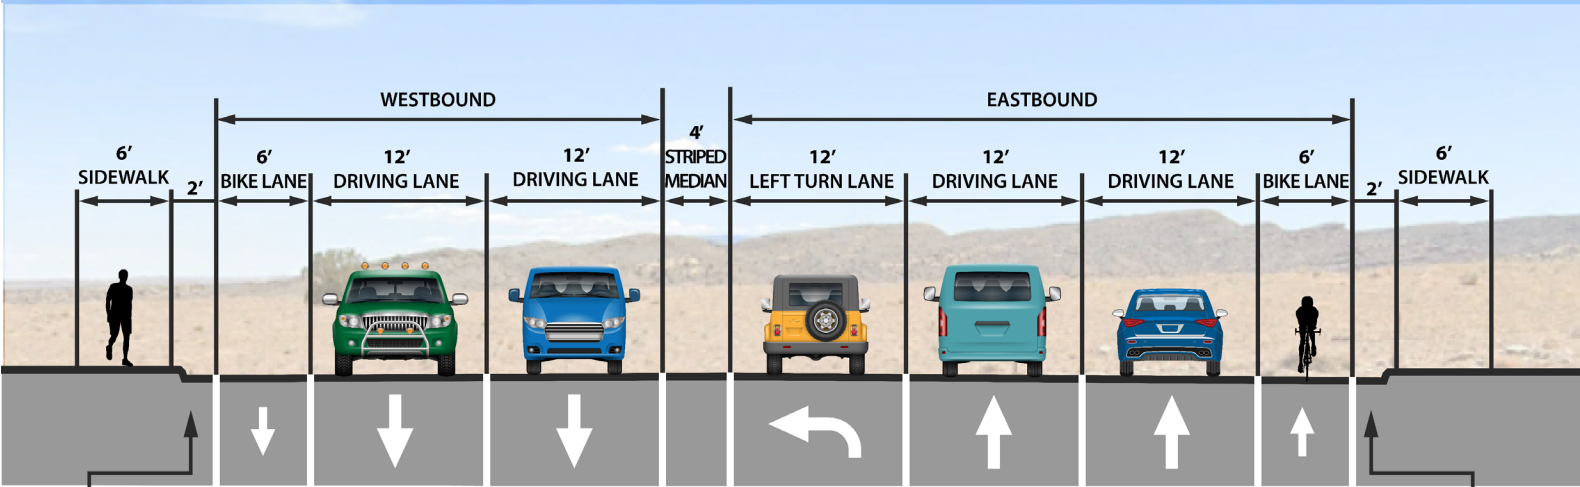 WESTBOUND
EASTBOUND
6’
SIDEWALK
2’
6’
BIKE LANE
12’
DRIVING LANE
12’
DRIVING LANE
4’
STRIPED
MEDIAN
12’
LEFT TURN LANE
12’
DRIVING LANE
12’
DRIVING LANE
6’
BIKE LANE
2’
6’
SIDEWALK